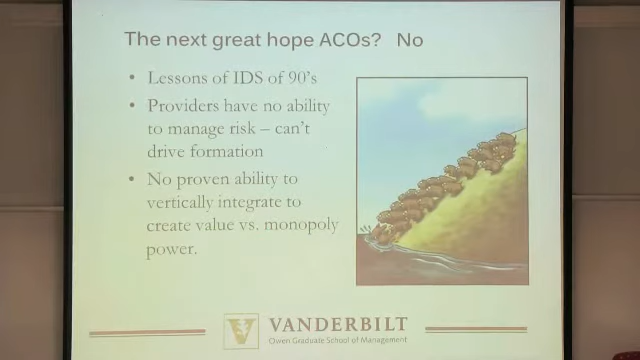 The next great hope ACOs? No
• Lessons of IDS of 90's
• Providers have no ability
to manage risk – can't
drive formation
• No proven ability to
vertically integrate to
create value vs. monopoly
power.
V
VANDERBILT
Owen Graduate School of Management